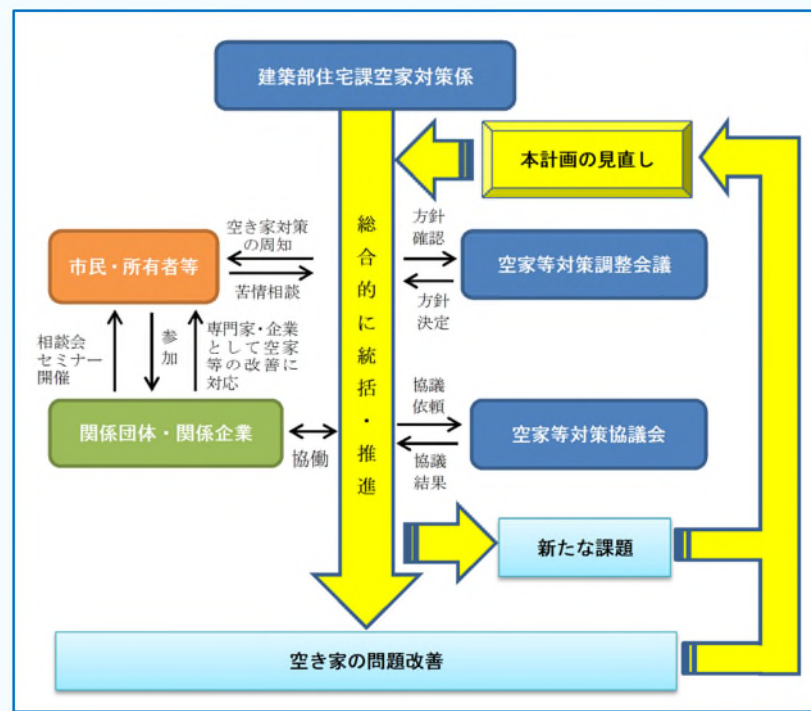 建築部住宅課空家対策係
本計画の見直し
総合的に統括・推進
空き家対策
の周知
苦情相談
市民・所有者等
方針
確認
方針
決定
空家等対策調整会議
相談会
セミナー
開催
参加
専門家・企業
として空家
等の改善に
対応
関係団体・関係企業
協働
協議
依頼
協議
結果
空家等対策協議会
新たな課題
空き家の問題改善